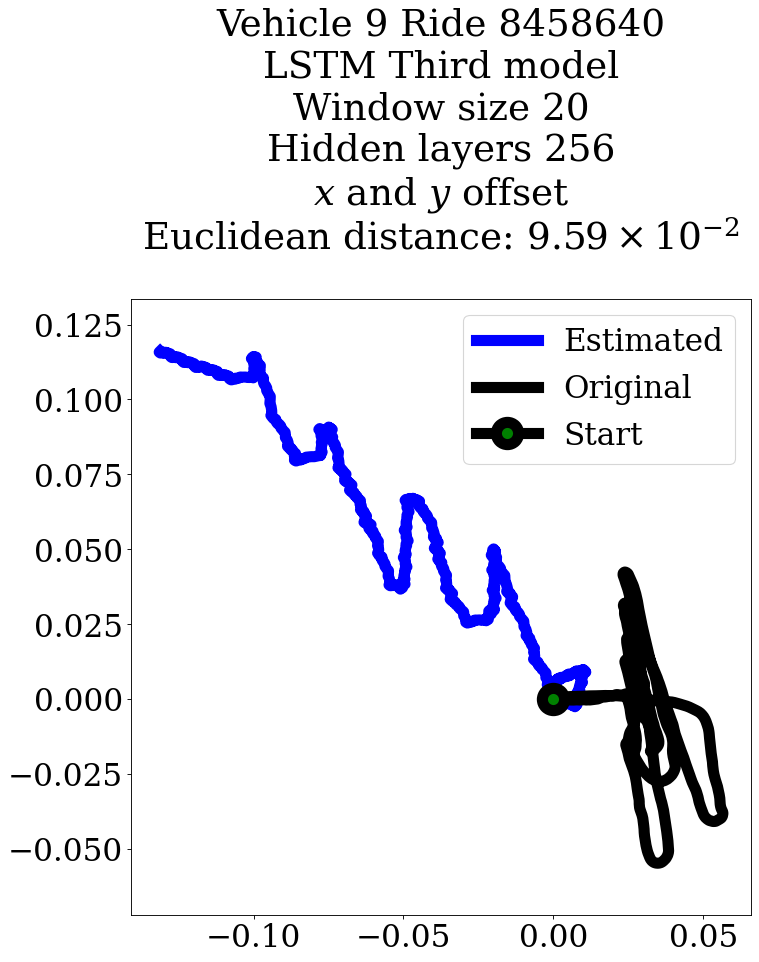 Vehicle 9 Ride 8458640
LSTM Third model
Window size 20
Hidden layers 256
x and y offset
Euclidean distance: 9.59 × 10⁻²
Estimated
Original
Start
0.125
0.100
0.075
0.050
0.025
0.000
−0.025
−0.050
−0.10 −0.05 0.00 0.05